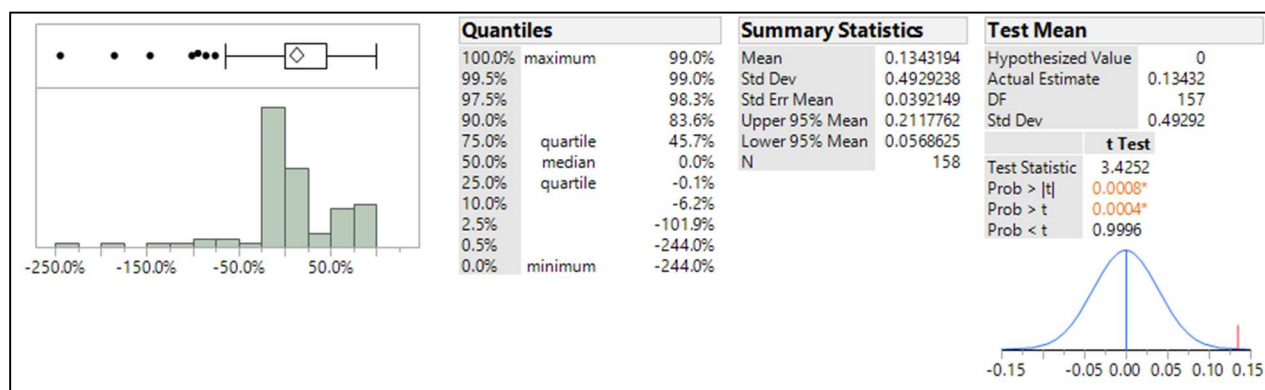 -250.0% -150.0% -50.0% 50.0%
Quantiles
100.0% maximum 99.0%
99.5% 99.0%
97.5% 98.3%
90.0% 83.6%
75.0% quartile 45.7%
50.0% median 0.0%
25.0% quartile -0.1%
10.0% -6.2%
2.5% -101.9%
0.5% -244.0%
0.0% minimum -244.0%
Summary Statistics
Mean 0.1343194
Std Dev 0.4929238
Std Err Mean 0.0392149
Upper 95% Mean 0.2117762
Lower 95% Mean 0.0568625
N 158
Test Mean
Hypothesized Value 0
Actual Estimate 0.13432
DF 157
Std Dev 0.49292
t Test
Test Statistic 3.4252
Prob > |t| 0.0008*
Prob > t 0.0004*
Prob < t 0.9996
-0.15 -0.05 0.00 0.05 0.10 0.15